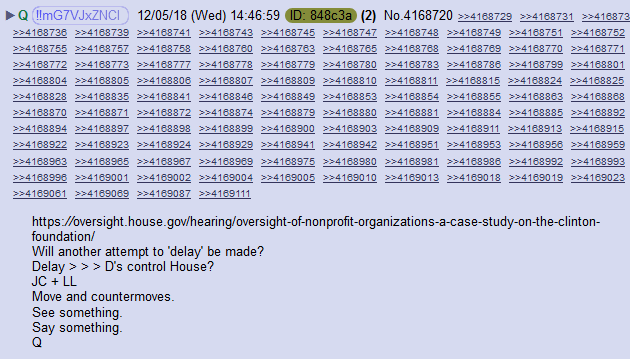 ▶ Q !!mG7VJxZNCI 12/05/18 (Wed) 14:46:59 ID: 848c3a (2) No.4168720 >>4168729 >>4168731 >>416873
>>4168736 >>4168739 >>4168741 >>4168743 >>4168745 >>4168747 >>4168748 >>4168749 >>4168751 >>4168752
>>4168755 >>4168757 >>4168758 >>4168760 >>4168763 >>4168765 >>4168768 >>4168769 >>4168770 >>4168771
>>4168772 >>4168773 >>4168777 >>4168778 >>4168779 >>4168780 >>4168783 >>4168786 >>4168799 >>4168801
>>4168804 >>4168805 >>4168806 >>4168807 >>4168809 >>4168810 >>4168811 >>4168815 >>4168824 >>4168825
>>4168828 >>4168835 >>4168841 >>4168846 >>4168849 >>4168853 >>4168854 >>4168855 >>4168863 >>4168868
>>4168870 >>4168871 >>4168872 >>4168874 >>4168879 >>4168880 >>4168881 >>4168884 >>4168885 >>4168886
>>4168894 >>4168897 >>4168898 >>4168899 >>4168900 >>4168903 >>4168909 >>4168911 >>4168913 >>4168915
>>4168922 >>4168923 >>4168924 >>4168929 >>4168941 >>4168942 >>4168951 >>4168953 >>4168956 >>4168959
>>4168963 >>4168965 >>4168967 >>4168969 >>4168975 >>4168980 >>4168981 >>4168986 >>4168992 >>4168993
>>4168996 >>4169001 >>4169002 >>4169004 >>4169005 >>4169010 >>4169013 >>4169018 >>4169019 >>4169023
>>4169061 >>4169069 >>4169087 >>4169111
https://oversight.house.gov/hearing/oversight-of-nonprofit-organizations-a-case-study-on-the-clinton-
foundation/
Will another attempt to 'delay' be made?
Delay > > > D's control House?
JC + LL
Move and countermoves.
See something.
Say something.
Q